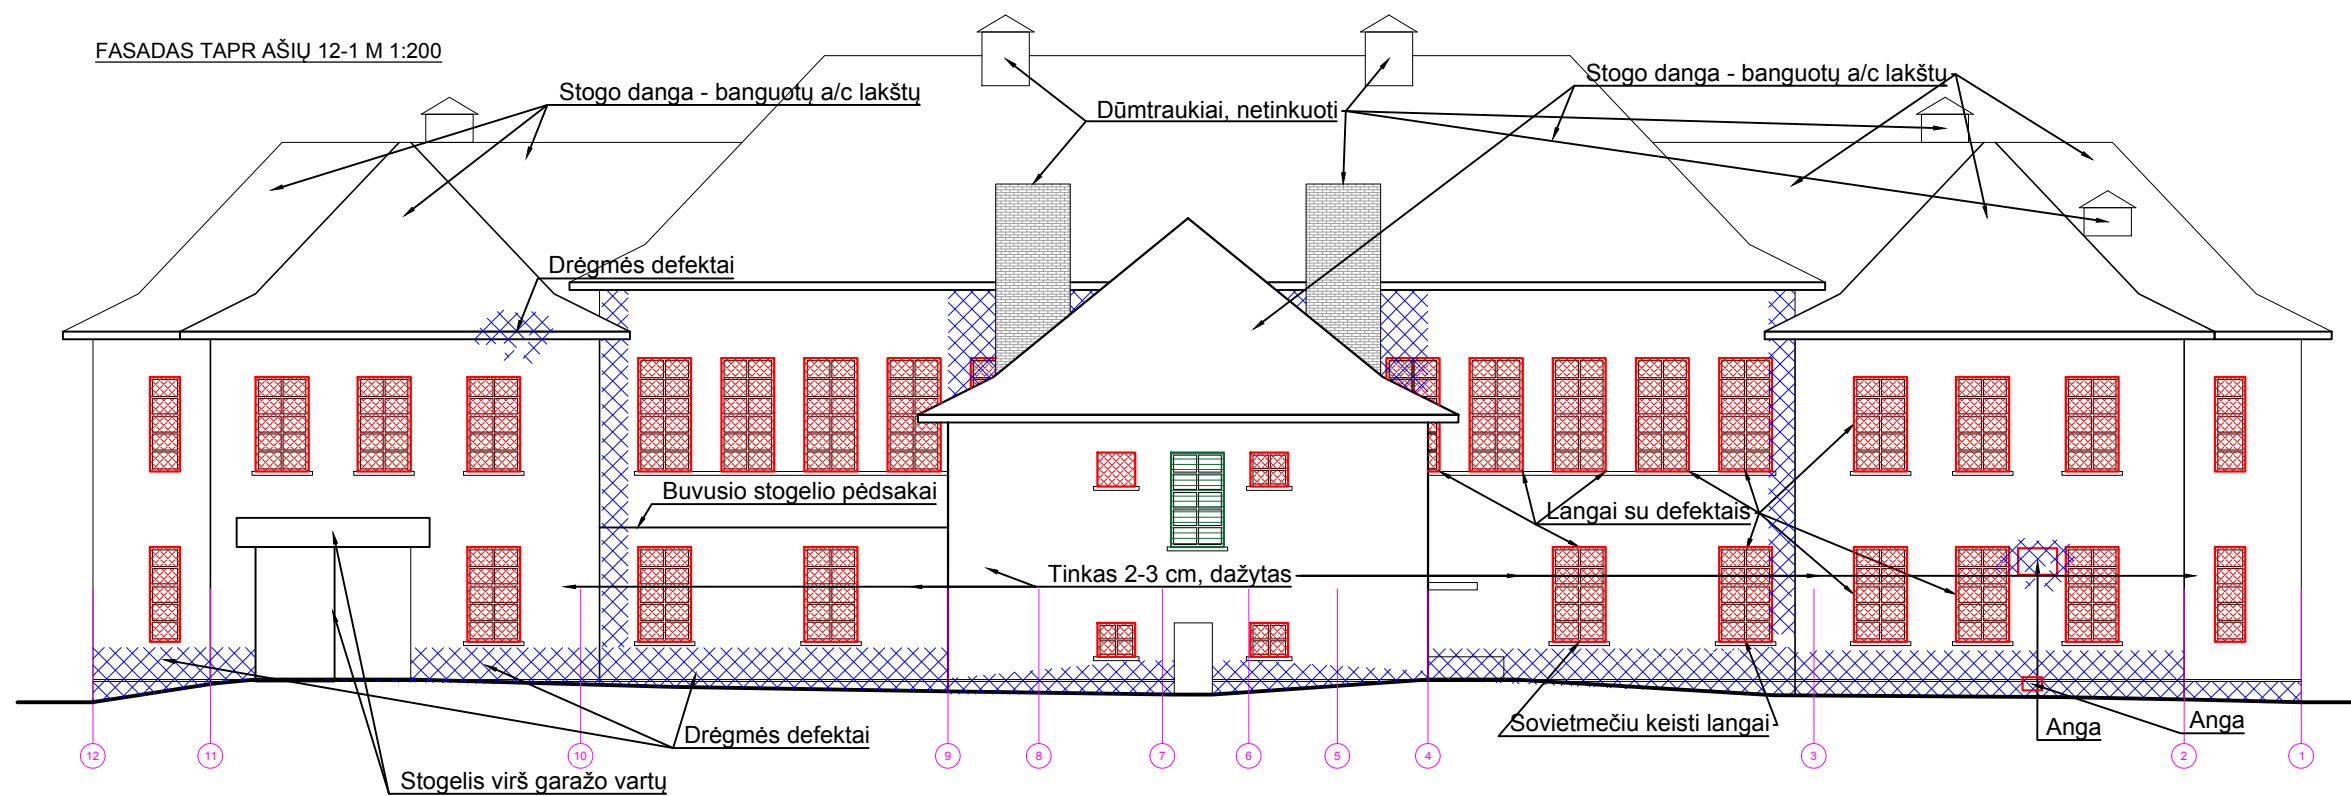 FASADAS TAPR AŠIŲ 12-1 M 1:200
Stogo danga - banguotų a/c lakštų
Dūmtraukiai, netinkuoti
Stogo danga - banguotų a/c lakštų
Drėgmės defektai
Buvusio stogelio pėdsakai
Langai su defektais
Tinkas 2-3 cm, dažytas
Drėgmės defektai
Sovietmečiu keisti langai
Anga
Anga
Stogelis virš garažo vartų
12 11 10 9 8 7 6 5 4 3 2 1